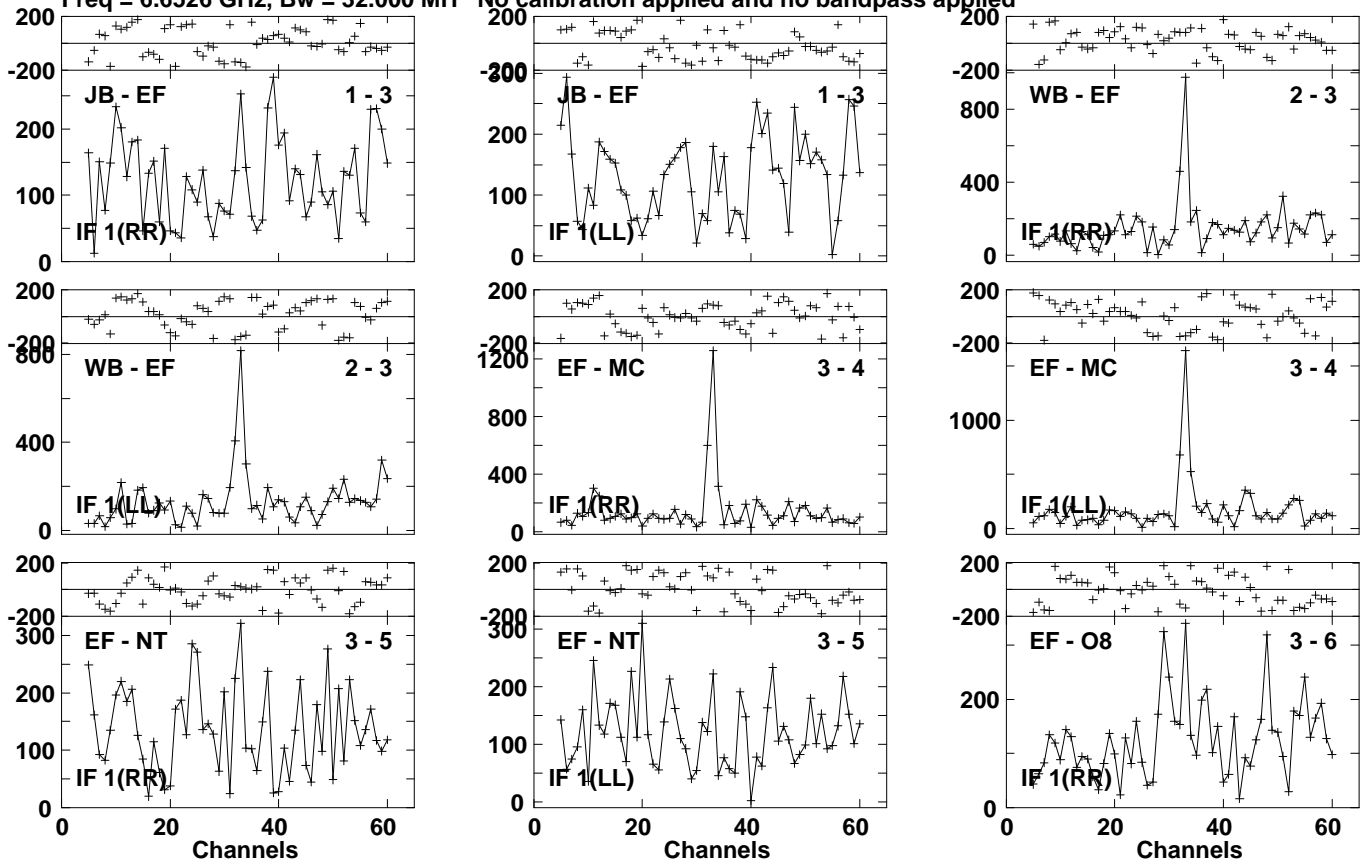 Freq = 6.6526 GHz, Bw = 32.000 MH No calibration applied and no bandpass applied
200
-200
JB - EF 1 - 3
200
100
0
IF 1(RR)
200
-200
300
JB - EF 1 - 3
200
100
0
IF 1(LL)
200
-200
WB - EF 2 - 3
800
400
0
IF 1(RR)
200
-200
800
WB - EF 2 - 3
400
0
IF 1(LL)
200
-200
1200
EF - MC 3 - 4
800
400
0
IF 1(RR)
200
-200
EF - MC 3 - 4
1000
0
IF 1(LL)
200
-200
300
EF - NT 3 - 5
200
100
0
IF 1(RR)
0 20 40 60
Channels
200
-200
300
EF - NT 3 - 5
200
100
0
IF 1(LL)
0 20 40 60
Channels
200
-200
EF - O8 3 - 6
200
0
IF 1(RR)
0 20 40 60
Channels